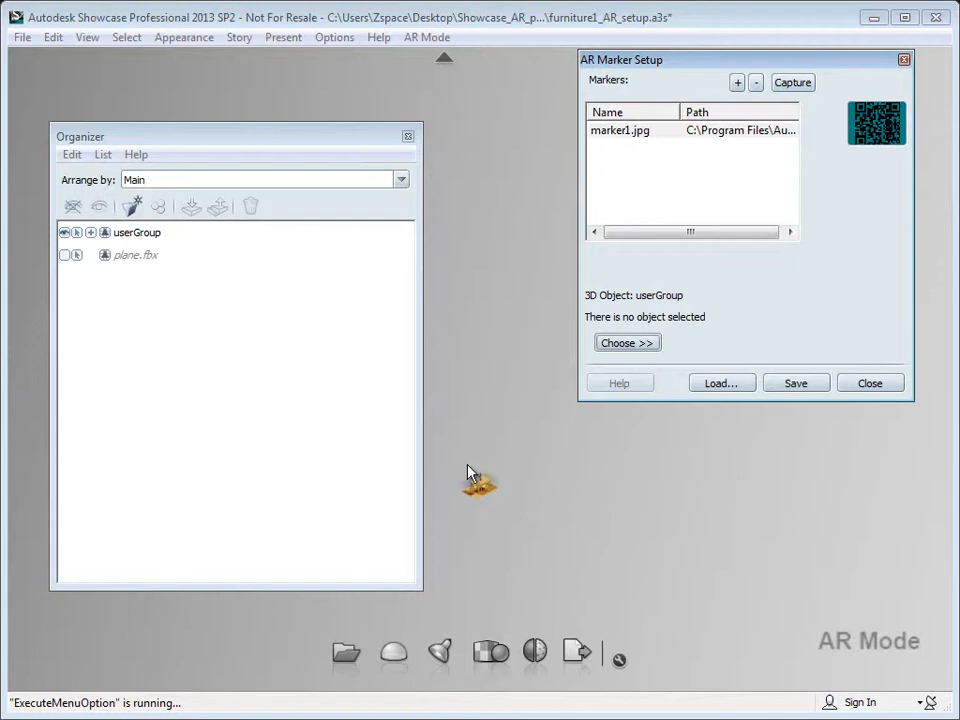 Autodesk Showcase Professional 2013 SP2 - Not For Resale - C:\Users\Zspace\Desktop\Showcase_AR_p...\furniture1_AR_setup.a3s*
File Edit View Select Appearance Story Present Options Help AR Mode
AR Marker Setup
Markers: + - Capture
Name Path
marker1.jpg C:\Program Files\Au...
3D Object: userGroup
There is no object selected
Choose >>
Help Load... Save Close
Organizer
Edit List Help
Arrange by: Main
userGroup
plane.fbx
AR Mode
"ExecuteMenuOption" is running...
Sign In